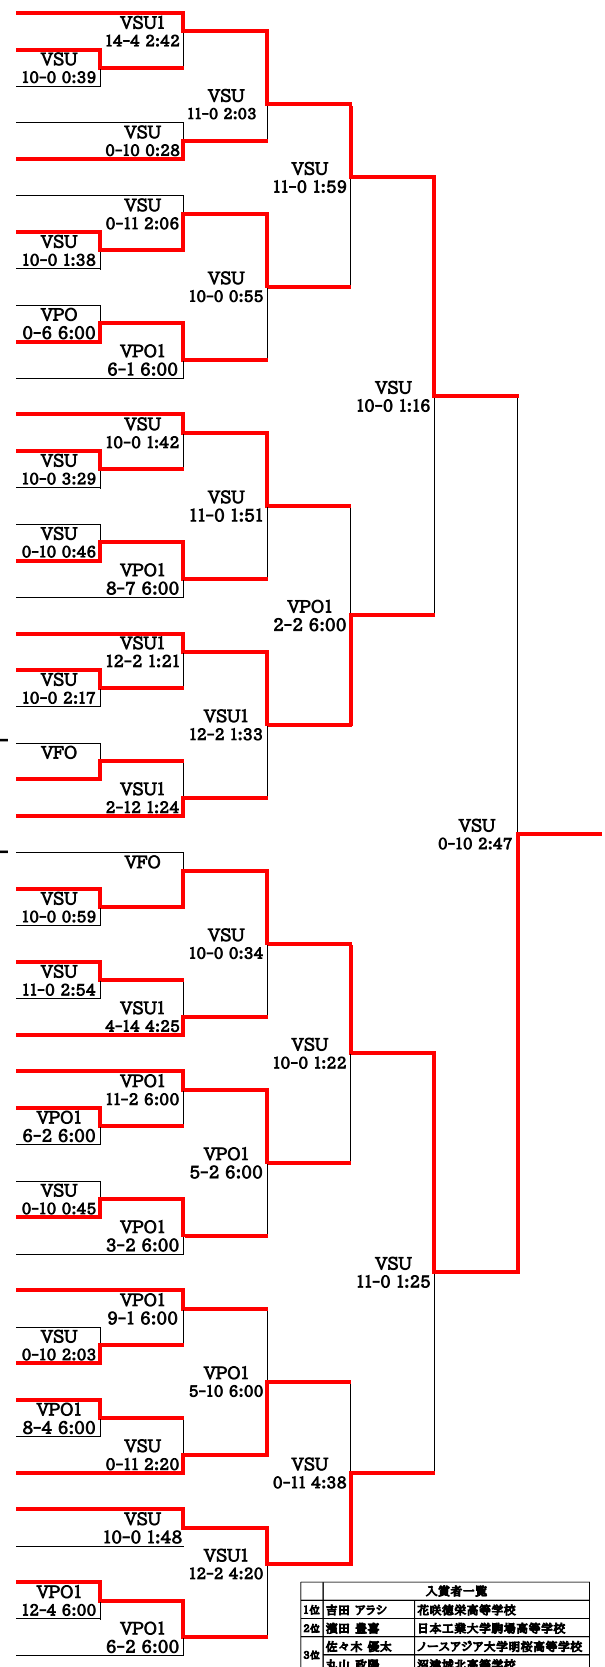 VSU1
14-4 2:42
VSU
10-0 0:39
VSU
11-0 2:03
VSU
0-10 0:28
VSU
11-0 1:59
VSU
0-11 2:06
VSU
10-0 1:38
VSU
10-0 0:55
VPO
0-6 6:00
VPO1
6-1 6:00
VSU
10-0 1:16
VSU
10-0 1:42
VSU
10-0 3:29
VSU
11-0 1:51
VSU
0-10 0:46
VPO1
8-7 6:00
VPO1
2-2 6:00
VSU1
12-2 1:21
VSU
10-0 2:17
VSU1
12-2 1:33
VFO
VSU1
2-12 1:24
VSU
0-10 2:47
VFO
VSU
10-0 0:59
VSU
10-0 0:34
VSU
11-0 2:54
VSU1
4-14 4:25
VSU
10-0 1:22
VPO1
11-2 6:00
VPO1
6-2 6:00
VPO1
5-2 6:00
VSU
0-10 0:45
VPO1
3-2 6:00
VSU
11-0 1:25
VPO1
9-1 6:00
VSU
0-10 2:03
VPO1
5-10 6:00
VPO1
8-4 6:00
VSU
0-11 2:20
VSU
0-11 4:38
VSU
10-0 1:48
VSU1
12-2 4:20
VPO1
12-4 6:00
VPO1
6-2 6:00
入賞者一覧
1位 吉田 アラシ 花咲徳栄高等学校
2位 濱田 豊喜 日本工業大学駒場高等学校
3位 佐々木 優太 ノースアジア大学明桜高等学校
丸山 政陽 沼津城北高等学校